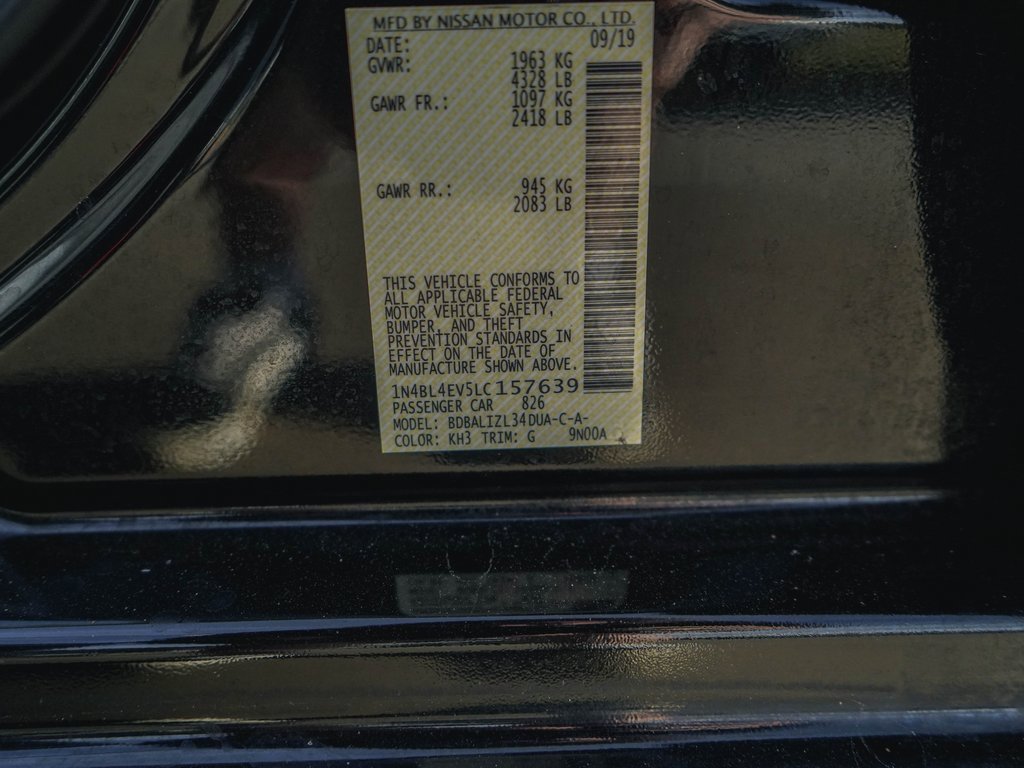 MFD BY NISSAN MOTOR CO., LTD.
DATE: 09/19
GVWR: 1963 KG
4328 LB
GAWR FR.: 1097 KG
2418 LB
GAWR RR.: 945 KG
2083 LB
THIS VEHICLE CONFORMS TO
ALL APPLICABLE FEDERAL
MOTOR VEHICLE SAFETY,
BUMPER, AND THEFT
PREVENTION STANDARDS IN
EFFECT ON THE DATE OF
MANUFACTURE SHOWN ABOVE.
1N4BL4EV5LC157639
PASSENGER CAR 826
MODEL: BDBALIZL34DUA-C-A-
COLOR: KH3 TRIM: G 9N00A